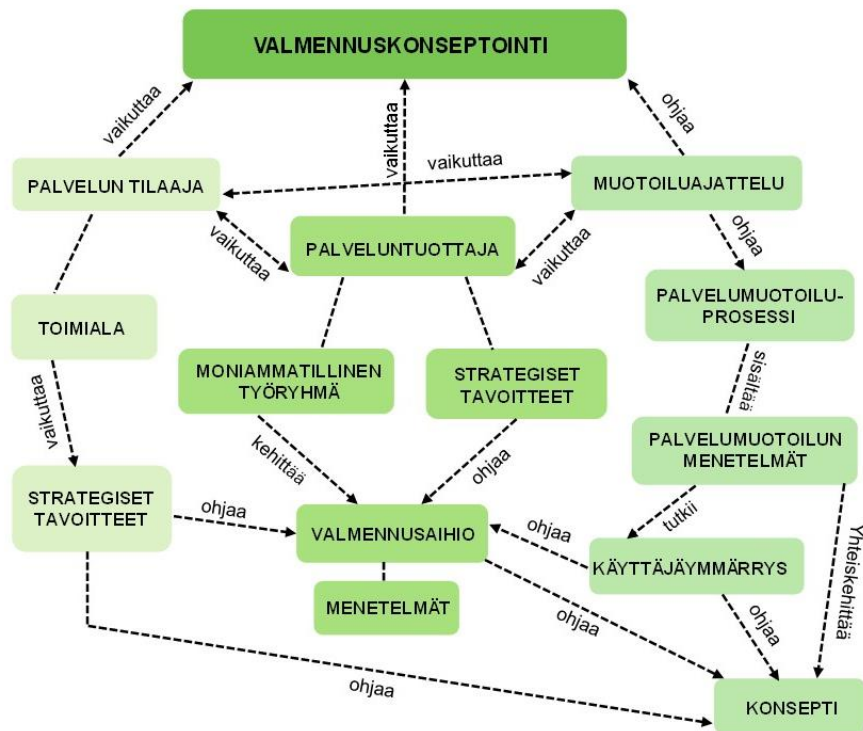 VALMENNUSKONSEPTOINTI
vaikuttaa
vaikuttaa
ohjaa
vaikuttaa
PALVELUN TILAAJA
MUOTOILUAJATTELU
vaikuttaa
PALVELUNTUOTTAJA
vaikuttaa
ohjaa
PALVELUMUOTOILU-
PROSESSI
TOIMIALA
MONIAMMATILLINEN
TYÖRYHMÄ
STRATEGISET
TAVOITTEET
sisältää
vaikuttaa
kehittää
ohjaa
PALVELUMUOTOILUN
MENETELMÄT
STRATEGISET
TAVOITTEET
ohjaa
VALMENNUSAIHIO
ohjaa
tutkii
KÄYTTÄJÄYMMÄRRYS
Yhteiskehittää
MENETELMÄT
ohjaa
ohjaa
ohjaa
KONSEPTI